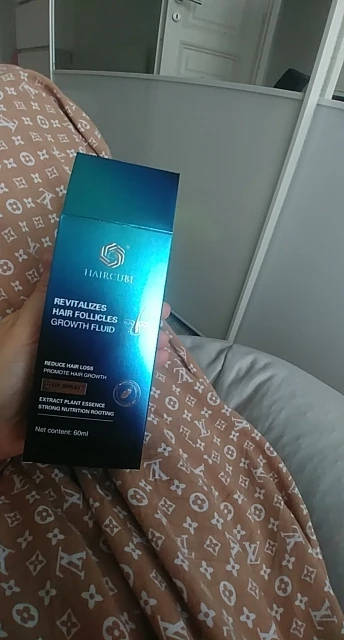 HAIRCUBE
REVITALIZES
HAIR FOLLICLES
GROWTH FLUID
REDUCE HAIR LOSS
PROMOTE HAIR GROWTH
EXTRACT PLANT ESSENCE
STRONG NUTRITION ROOTING
Net content: 60ml